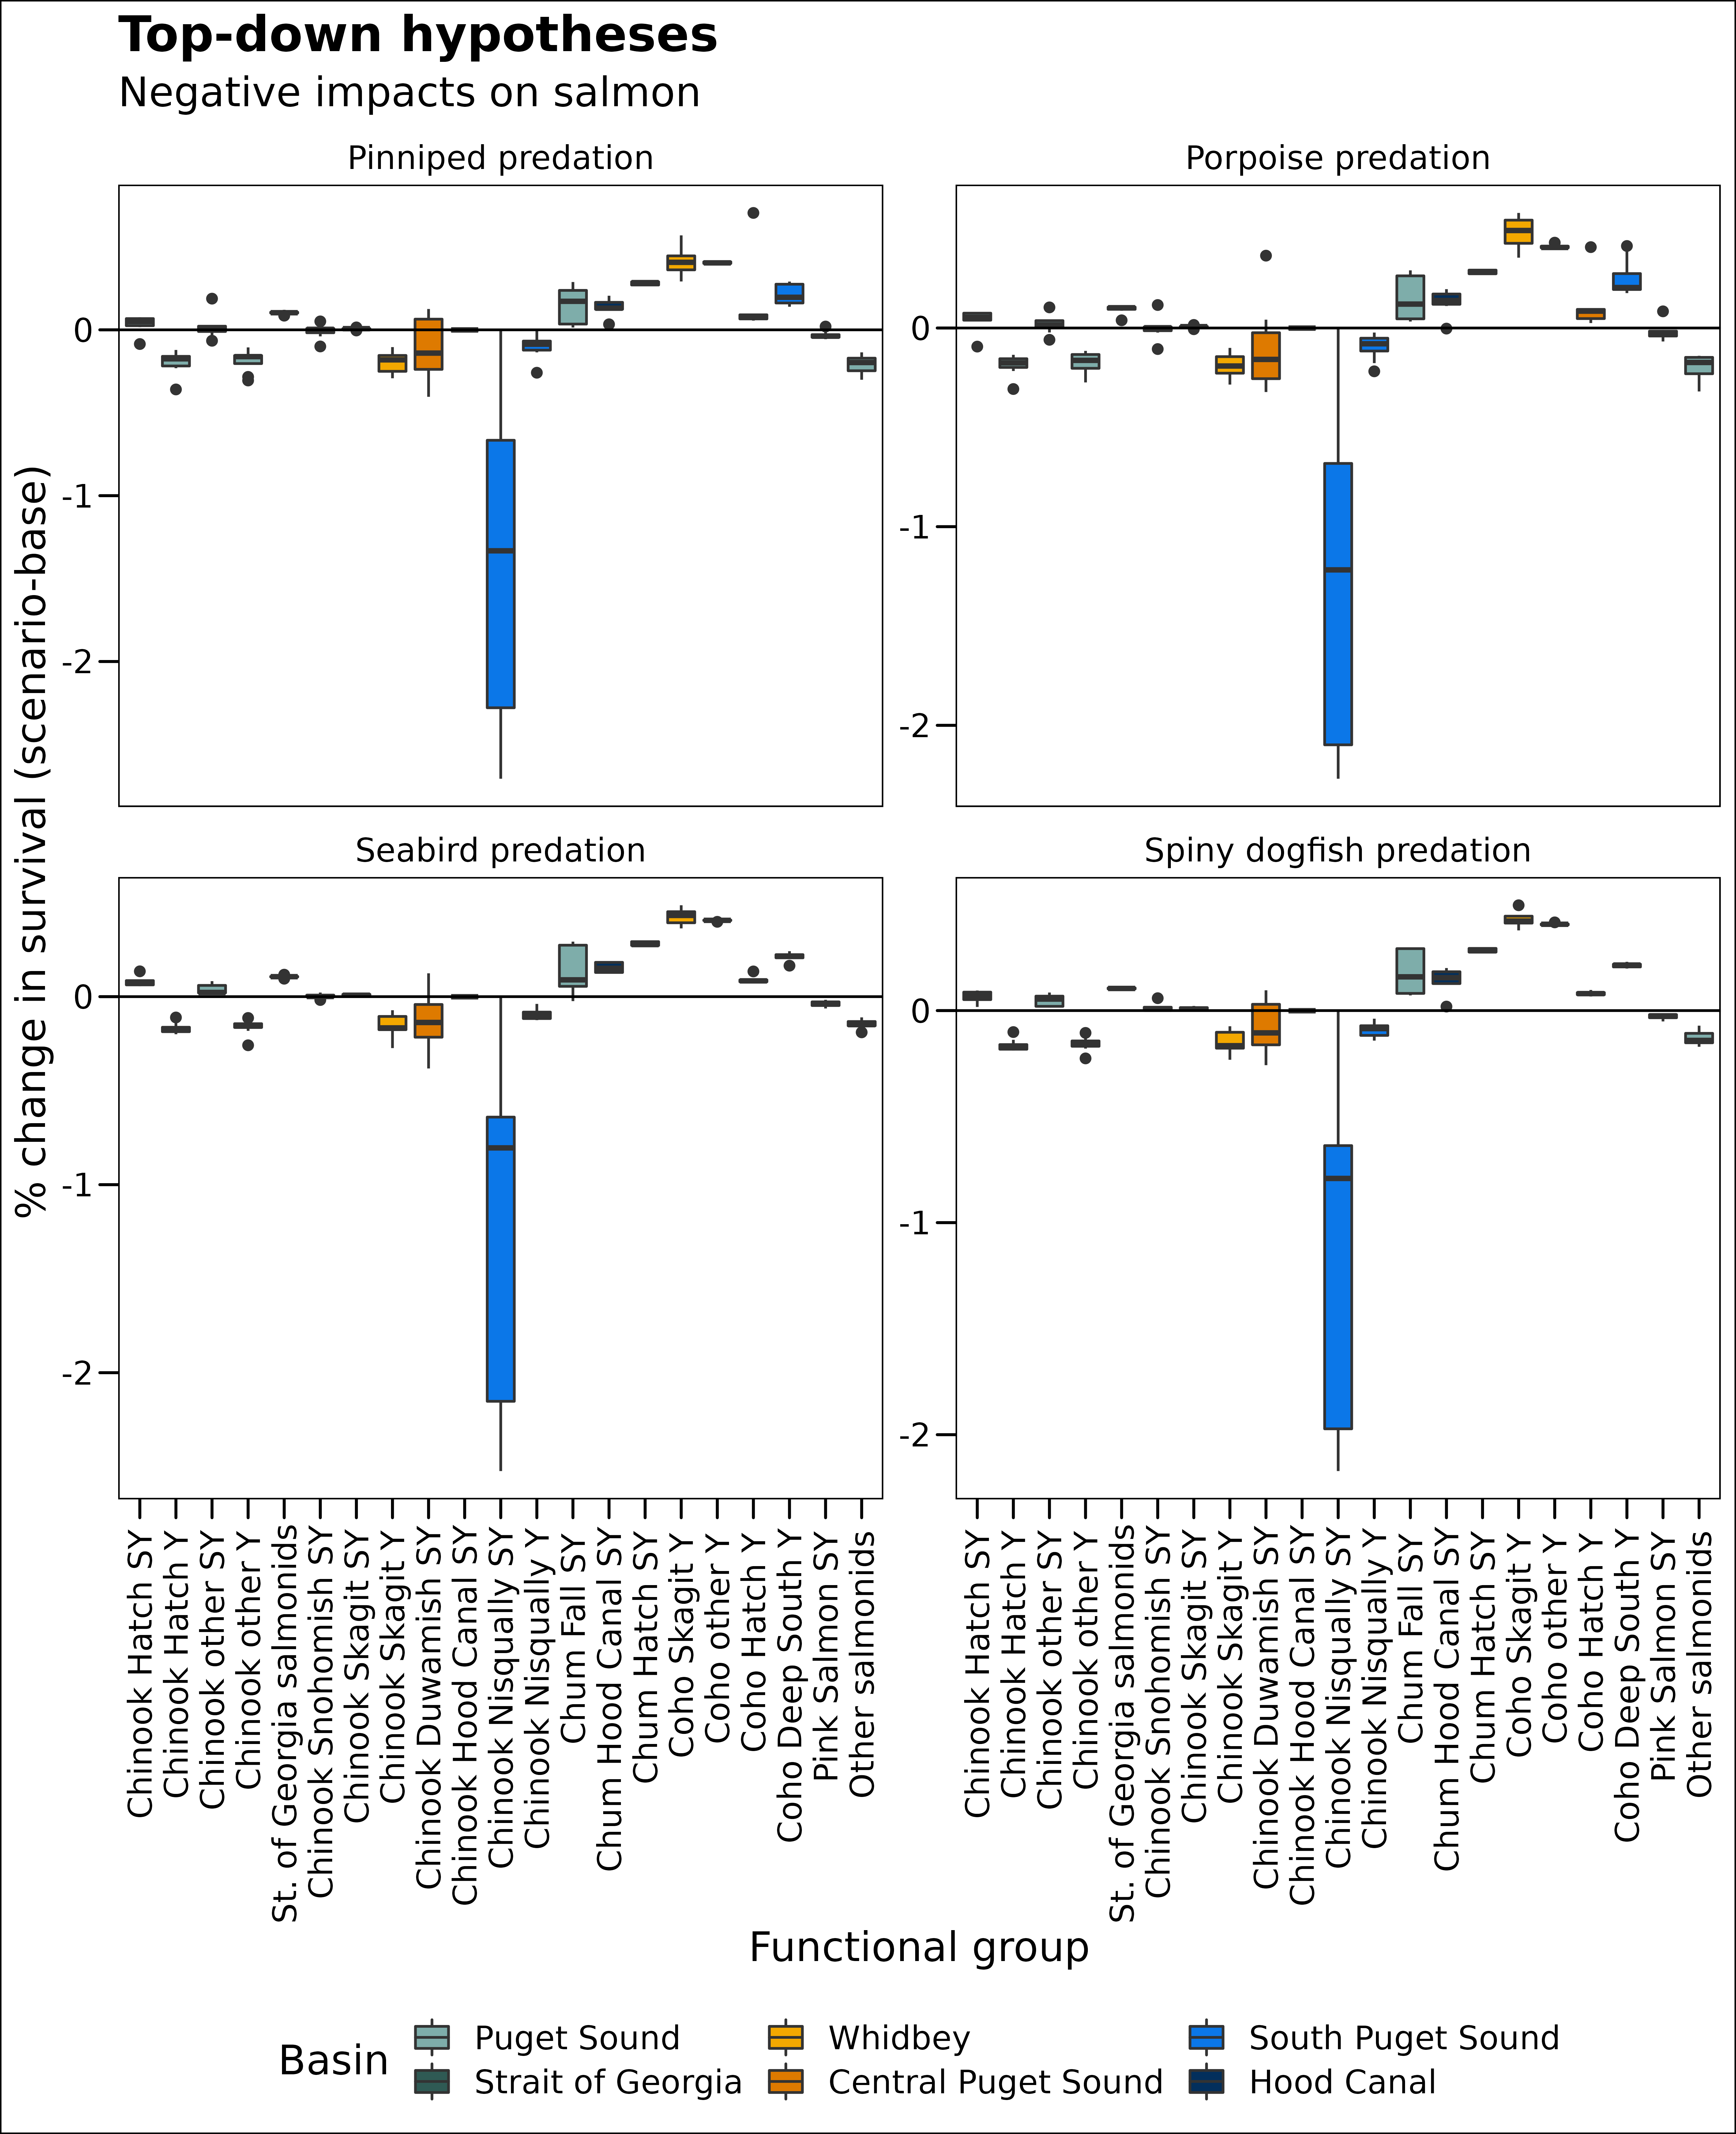 Top-down hypotheses
Negative impacts on salmon
Pinniped predation
Porpoise predation
% change in survival (scenario-base)
0
-1
-2
0
-1
-2
Seabird predation
Spiny dogfish predation
0
-1
-2
0
-1
-2
Chinook Hatch SY
Chinook Hatch Y
Chinook other SY
Chinook other Y
St. of Georgia salmonids
Chinook Snohomish SY
Chinook Skagit SY
Chinook Skagit Y
Chinook Duwamish SY
Chinook Hood Canal SY
Chinook Nisqually SY
Chinook Nisqually Y
Chum Fall SY
Chum Hood Canal SY
Chum Hatch SY
Coho Skagit Y
Coho other Y
Coho Hatch Y
Coho Deep South Y
Pink Salmon SY
Other salmonids
Chinook Hatch SY
Chinook Hatch Y
Chinook other SY
Chinook other Y
St. of Georgia salmonids
Chinook Snohomish SY
Chinook Skagit SY
Chinook Skagit Y
Chinook Duwamish SY
Chinook Hood Canal SY
Chinook Nisqually SY
Chinook Nisqually Y
Chum Fall SY
Chum Hood Canal SY
Chum Hatch SY
Coho Skagit Y
Coho other Y
Coho Hatch Y
Coho Deep South Y
Pink Salmon SY
Other salmonids
Functional group
Basin
Puget Sound
Whidbey
South Puget Sound
Strait of Georgia
Central Puget Sound
Hood Canal